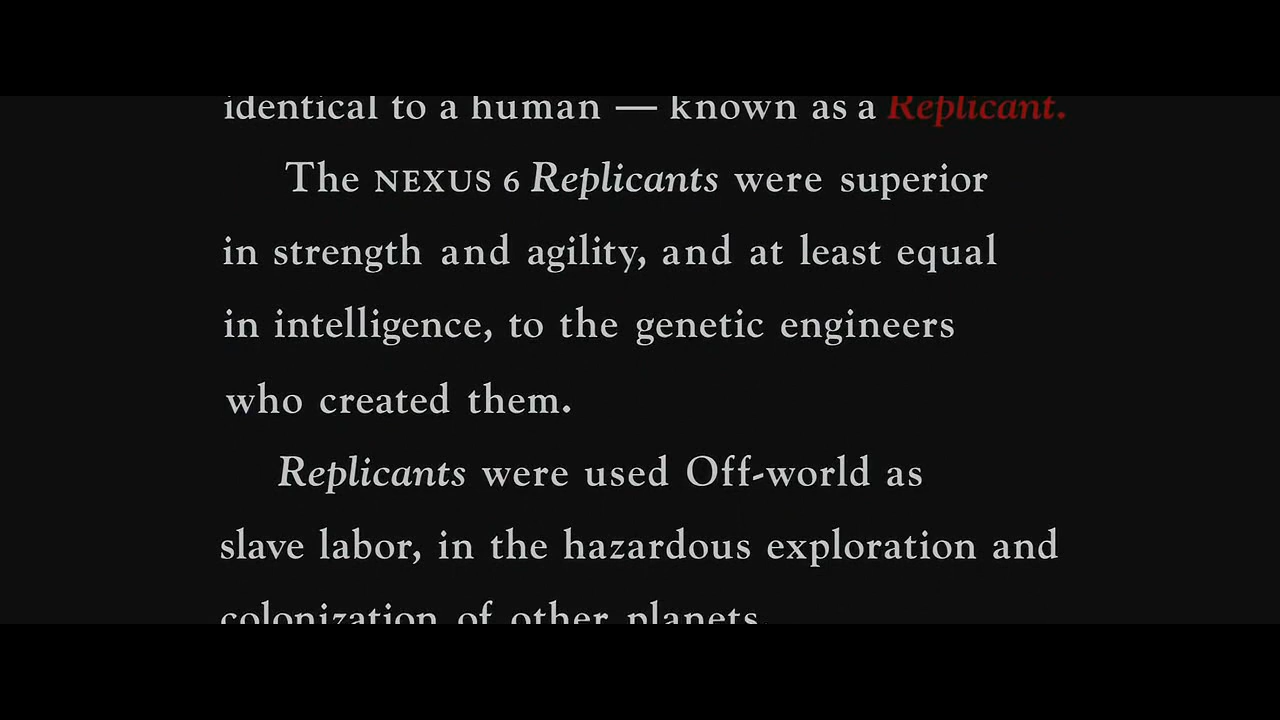 identical to a human — known as a Replicant.
The NEXUS 6 Replicants were superior
in strength and agility, and at least equal
in intelligence, to the genetic engineers
who created them.
Replicants were used Off-world as
slave labor, in the hazardous exploration and
colonization of other planets.